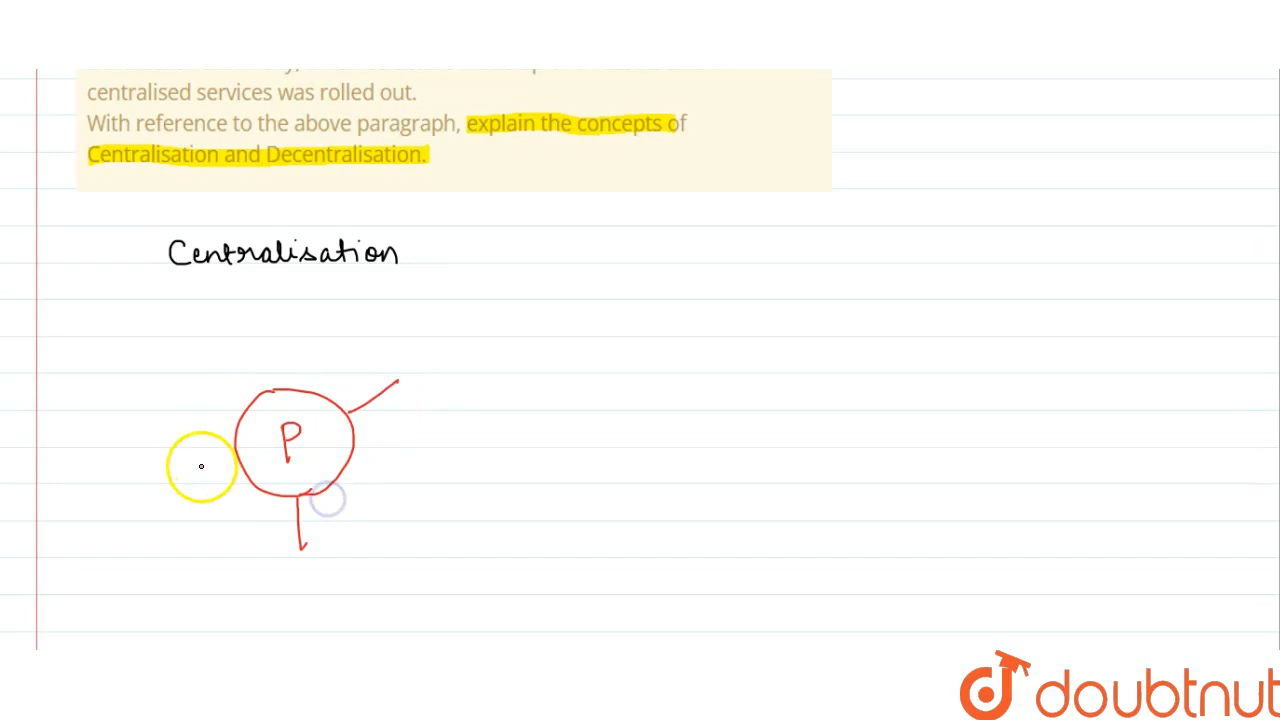 centralised services was rolled out.
With reference to the above paragraph, explain the concepts of
Centralisation and Decentralisation.
Centralisation
P
doubtnut